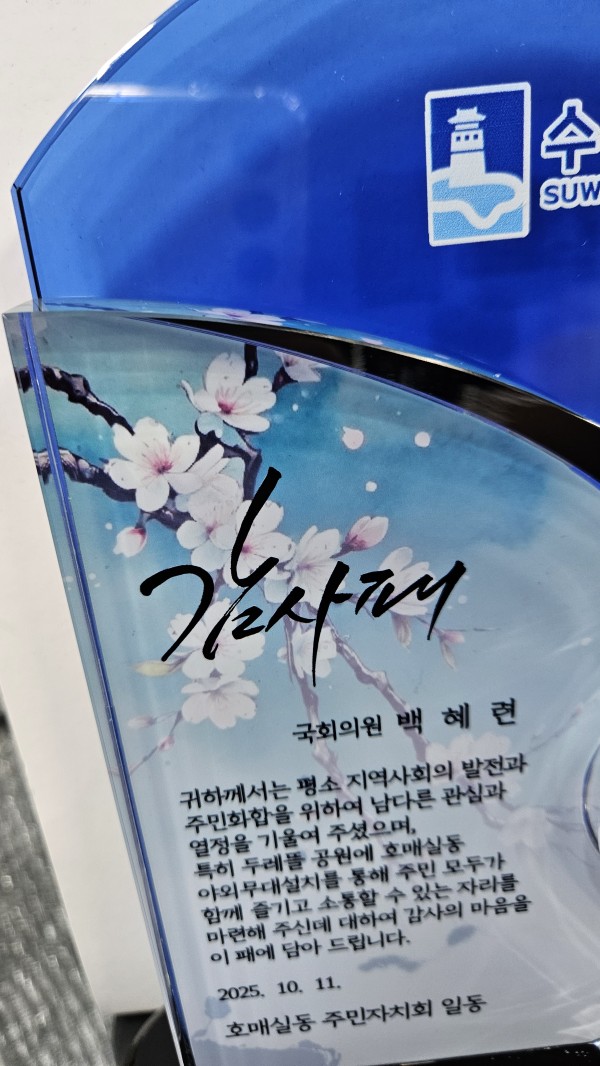 수
SUW
감사패
국회의원 백 혜 련
귀하께서는 평소 지역사회의 발전과
주민화합을 위하여 남다른 관심과
열정을 기울여 주셨으며,
특히 두레뜰 공원에 호매실동
야외무대설치를 통해 주민 모두가
함께 즐기고 소통할 수 있는 자리를
마련해 주신데 대하여 감사의 마음을
이 패에 담아 드립니다.
2025. 10. 11.
호매실동 주민자치회 일동